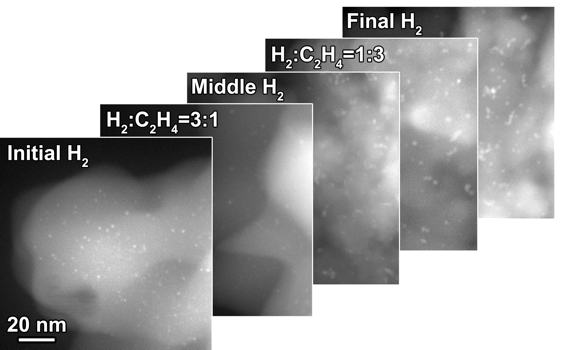 Final H₂
H₂:C₂H₄=1:3
Middle H₂
H₂:C₂H₄=3:1
Initial H₂
20 nm